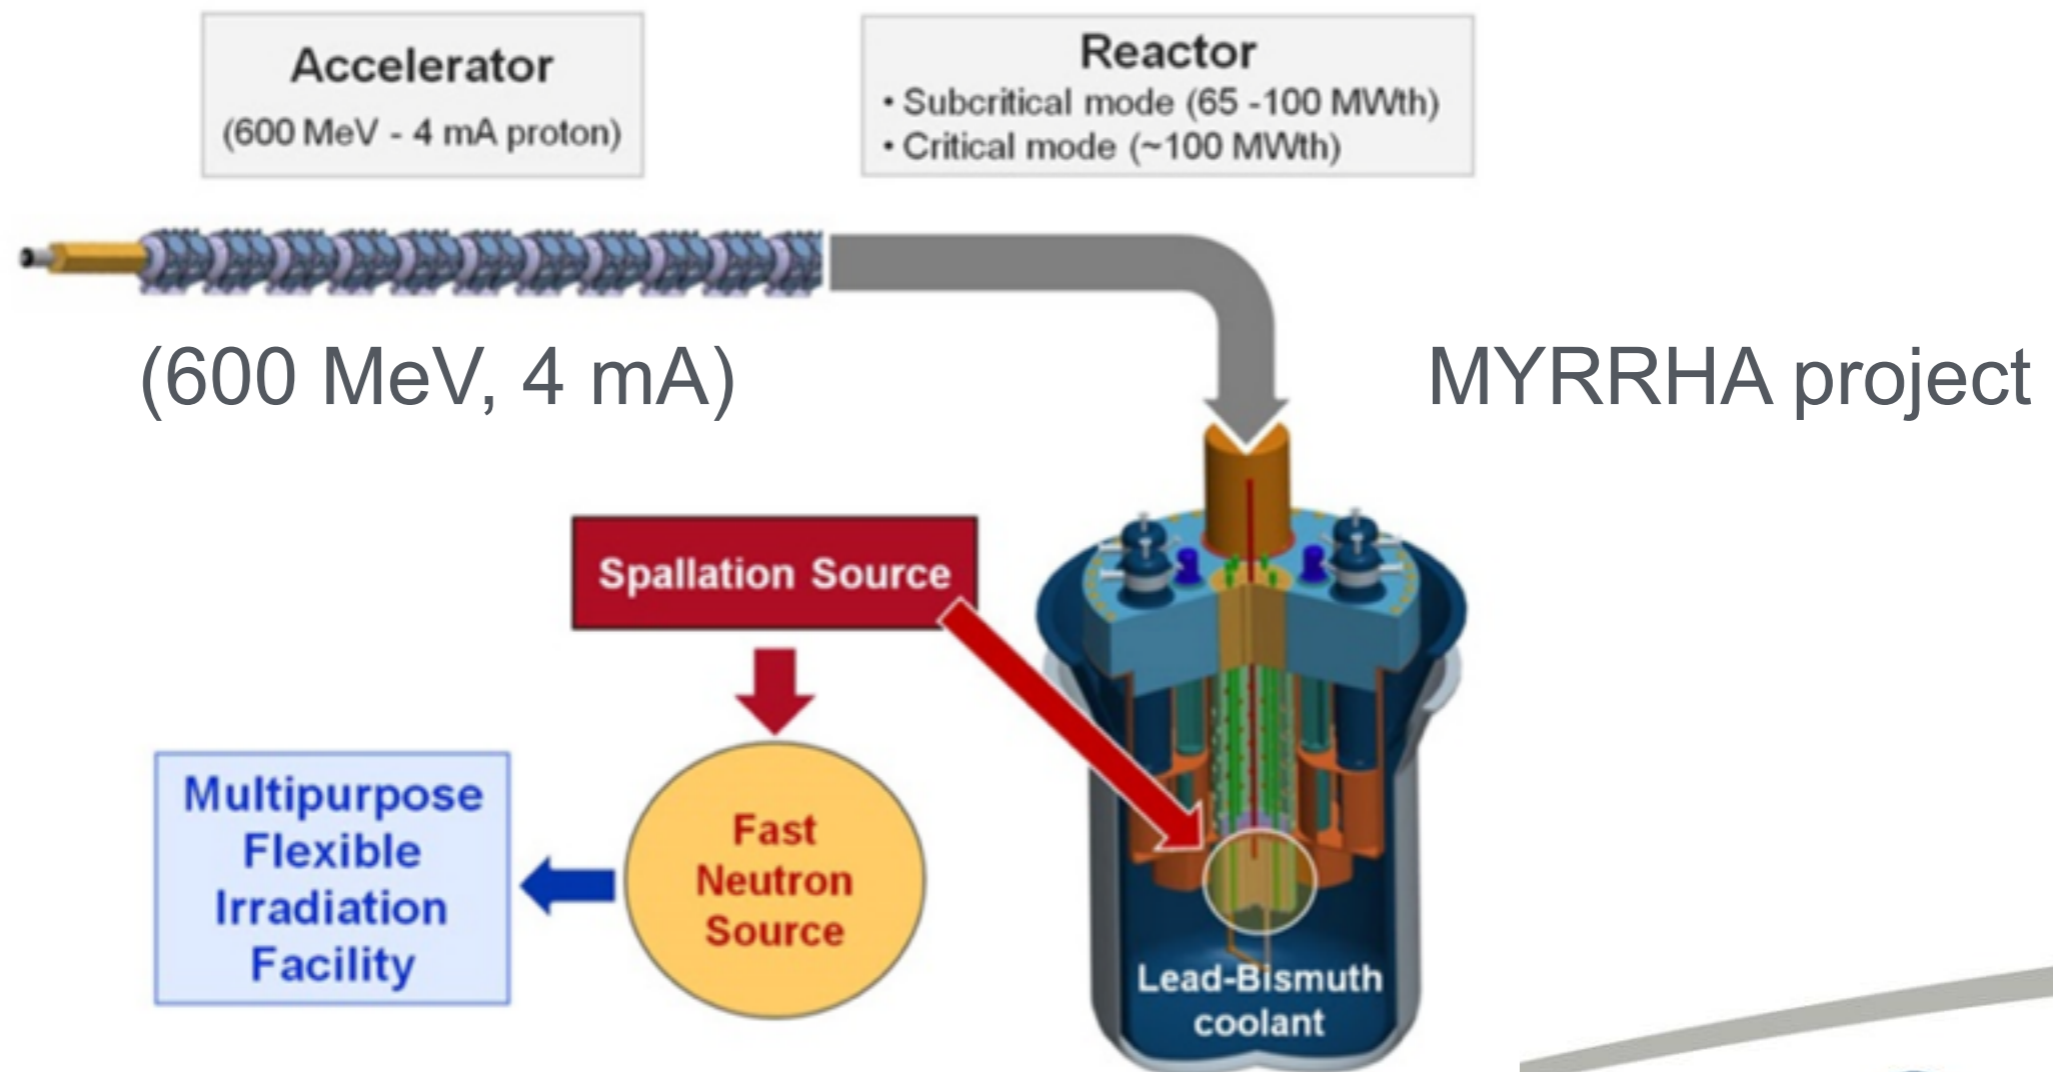 Accelerator
(600 MeV - 4 mA proton)
Reactor
• Subcritical mode (65 -100 MWth)
• Critical mode (~100 MWth)
(600 MeV, 4 mA)
MYRRHA project
Spallation Source
Fast
Neutron
Source
Multipurpose
Flexible
Irradiation
Facility
Lead-Bismuth
coolant